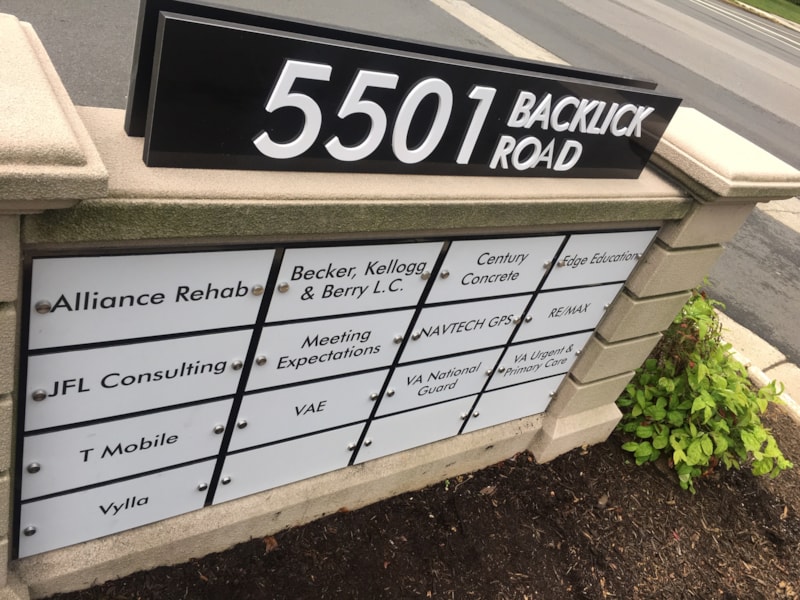 5501 BACKLICK
ROAD
Alliance Rehab
JFL Consulting
T Mobile
Vylla
Becker, Kellogg
& Berry L.C.
Meeting
Expectations
VAE
Century
Concrete
NAVTECH GPS
VA National
Guard
Edge Education
RE/MAX
VA Urgent &
Primary Care